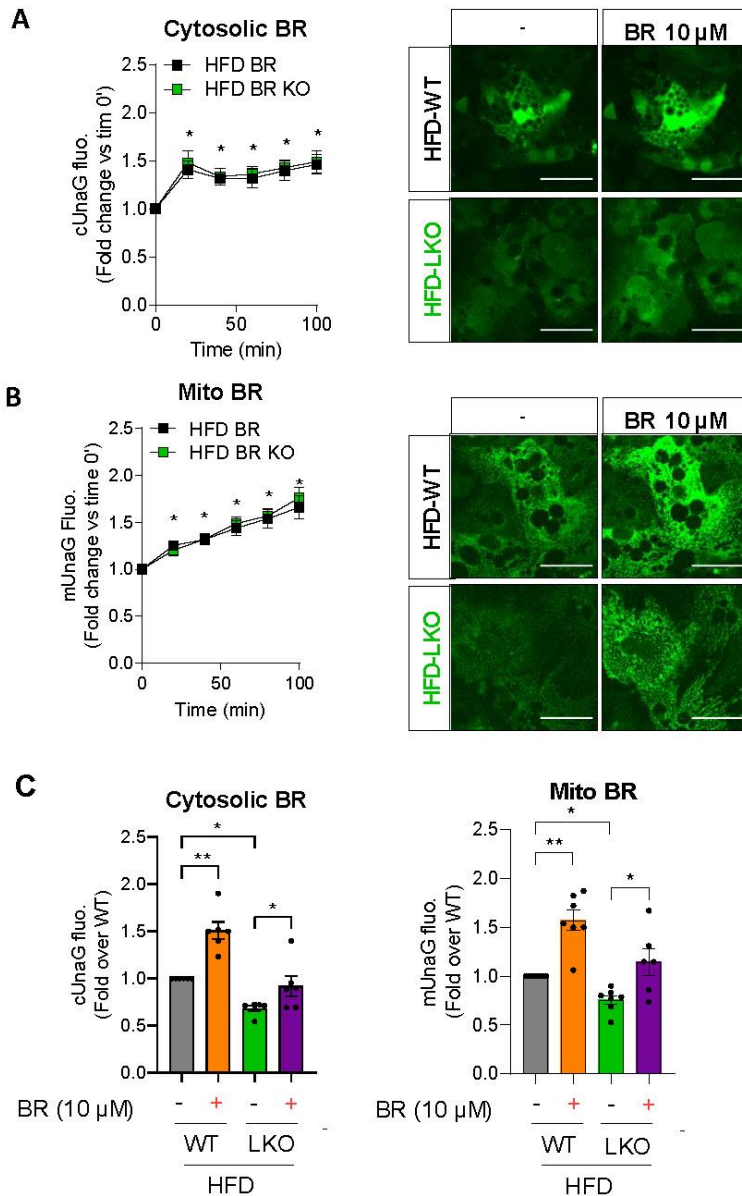 A
Cytosolic BR
HFD BR
HFD BR KO
* * * * *
cUnaG fluo.
(Fold change vs tim 0')
2.5
2.0
1.5
1.0
0.5
0.0
0 50 100
Time (min)
- BR 10 µM
HFD-WT
HFD-LKO
B
Mito BR
HFD BR
HFD BR KO
* * * * *
mUnaG Fluo.
(Fold change vs time 0')
2.5
2.0
1.5
1.0
0.5
0.0
0 50 100
Time (min)
- BR 10 µM
HFD-WT
HFD-LKO
C
Cytosolic BR
*
**
*
cUnaG fluo.
(Fold over WT)
2.5
2.0
1.5
1.0
0.5
0.0
BR (10 µM) - + - +
WT LKO
HFD
-
Mito BR
*
**
*
mUnaG fluo.
(Fold over WT)
2.5
2.0
1.5
1.0
0.5
0.0
BR (10 µM) - + - +
WT LKO
HFD
-